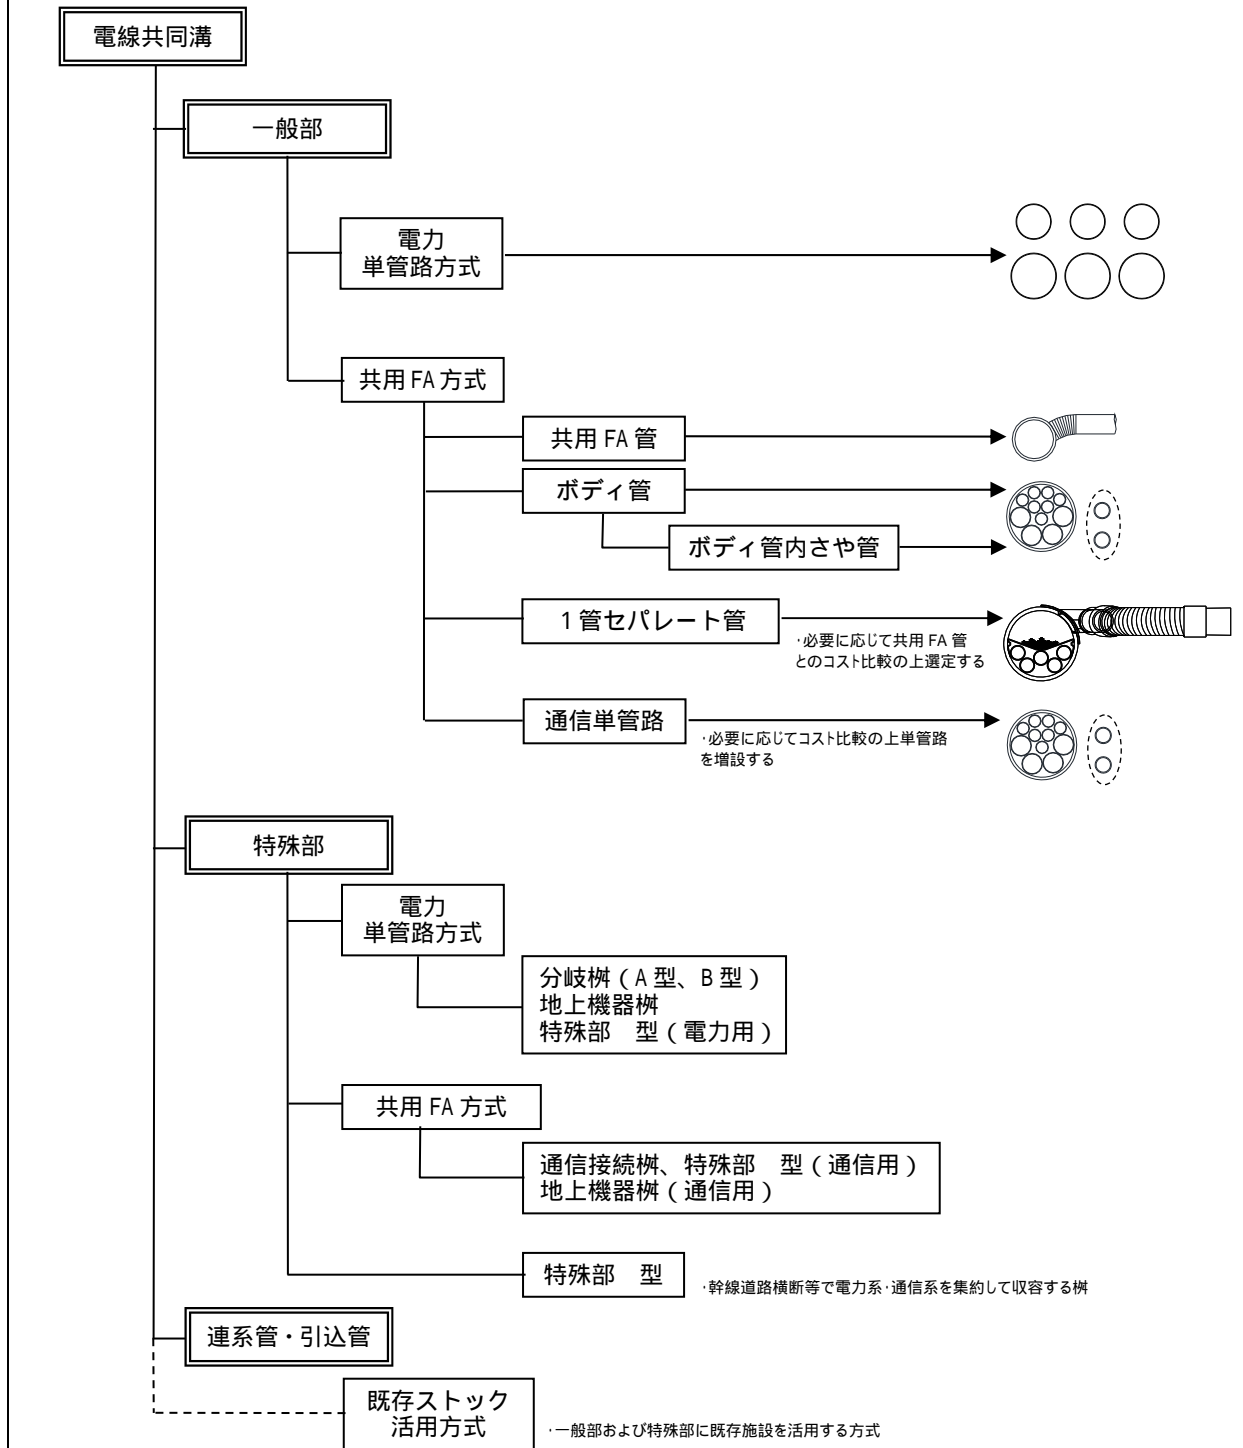 電線共同溝
一般部
電力
単管路方式
共用 FA 方式
共用 FA 管
ボディ管
ボディ管内さや管
1 管セパレート管
･必要に応じて共用 FA 管
とのコスト比較の上選定する
通信単管路
･必要に応じてコスト比較の上単管路
を増設する
特殊部
電力
単管路方式
分岐桝（A 型、B 型）
地上機器桝
特殊部　型（電力用）
共用 FA 方式
通信接続桝、特殊部　型（通信用）
地上機器桝（通信用）
特殊部　型
･幹線道路横断等で電力系･通信系を集約して収容する桝
連系管・引込管
既存ストック
活用方式
･一般部および特殊部に既存施設を活用する方式